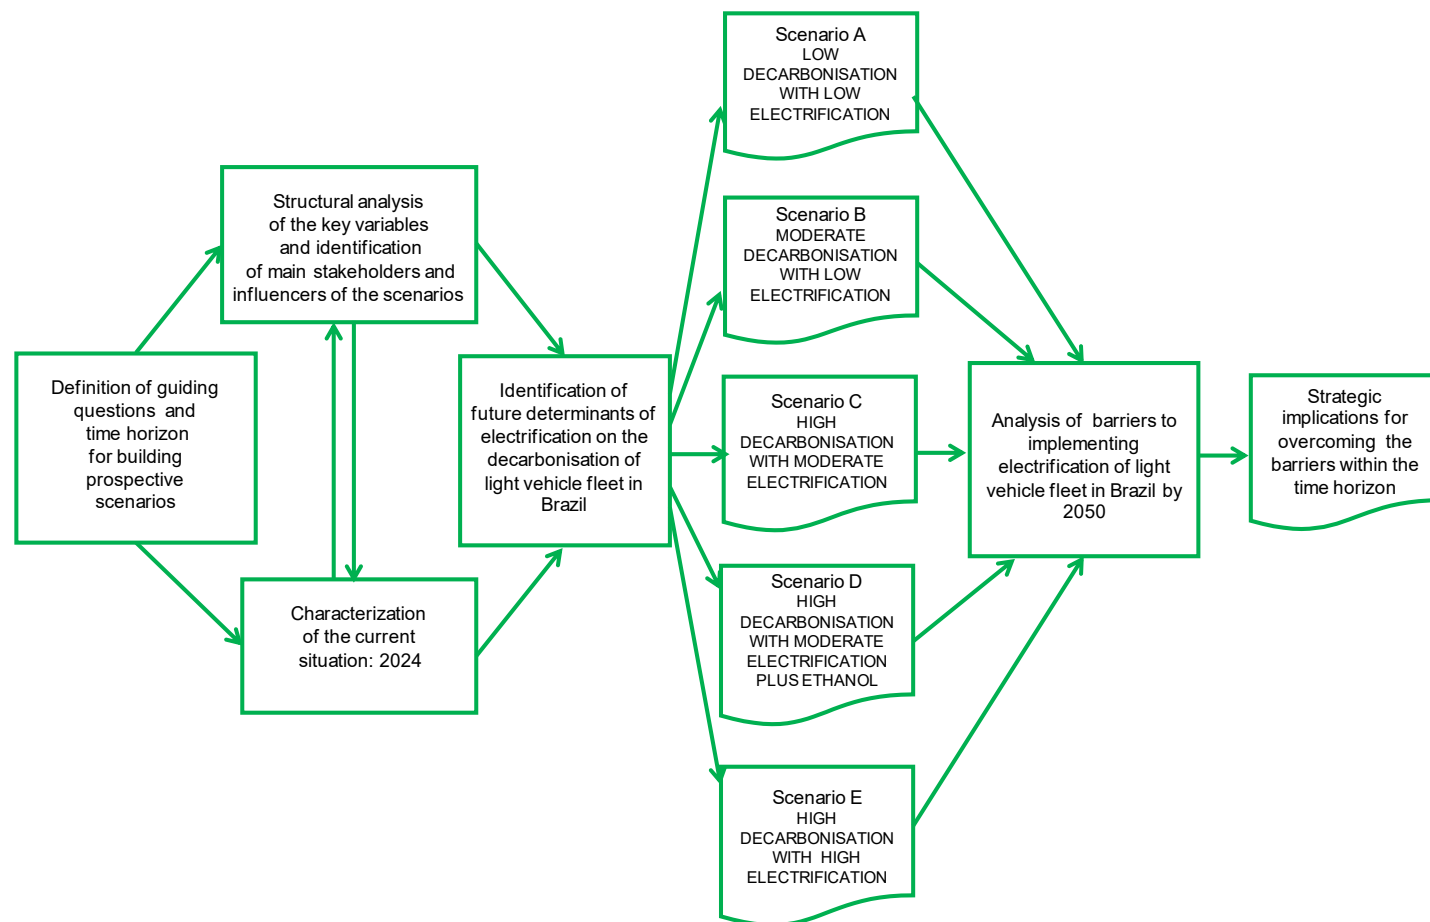 Definition of guiding
questions and
time horizon
for building
prospective
scenarios
Structural analysis
of the key variables
and identification
of main stakeholders and
influencers of the scenarios
Characterization
of the current
situation: 2024
Identification of
future determinants of
electrification on the
decarbonisation of
light vehicle fleet in
Brazil
Scenario A
LOW
DECARBONISATION
WITH LOW
ELECTRIFICATION
Scenario B
MODERATE
DECARBONISATION
WITH LOW
ELECTRIFICATION
Scenario C
HIGH
DECARBONISATION
WITH MODERATE
ELECTRIFICATION
Scenario D
HIGH
DECARBONISATION
WITH MODERATE
ELECTRIFICATION
PLUS ETHANOL
Scenario E
HIGH
DECARBONISATION
WITH HIGH
ELECTRIFICATION
Analysis of barriers to
implementing
electrification of light
vehicle fleet in Brazil by
2050
Strategic
implications for
overcoming the
barriers within the
time horizon